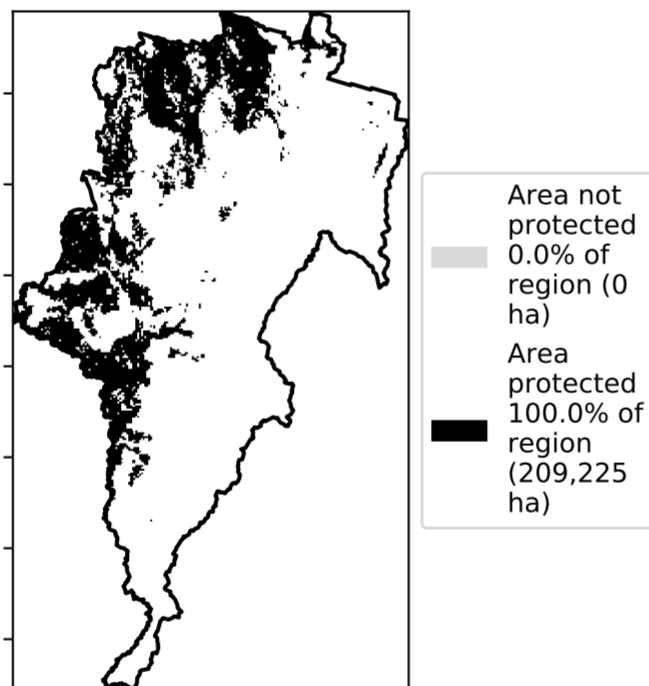 Area not
protected
0.0% of
region (0
ha)
Area
protected
100.0% of
region
(209,225
ha)